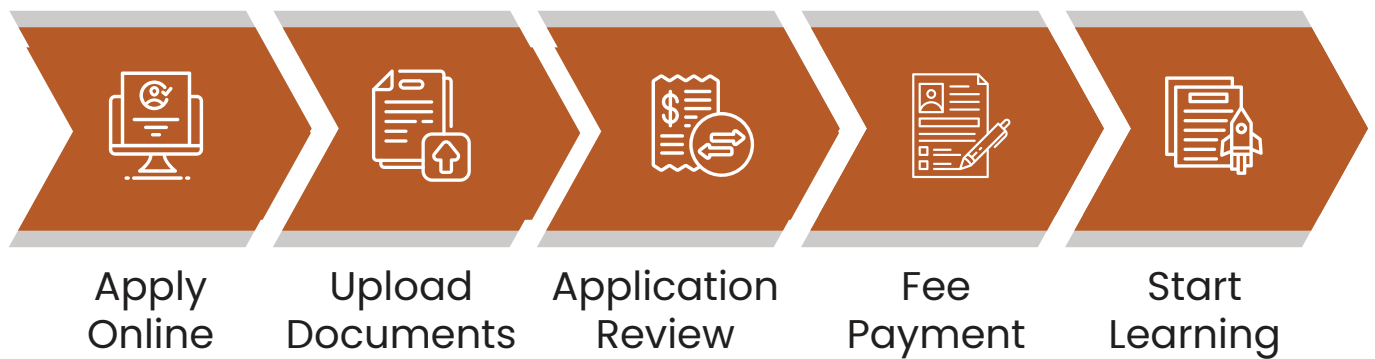 Apply
Online
Upload
Documents
$
Application
Review
Fee
Payment
Start
Learning